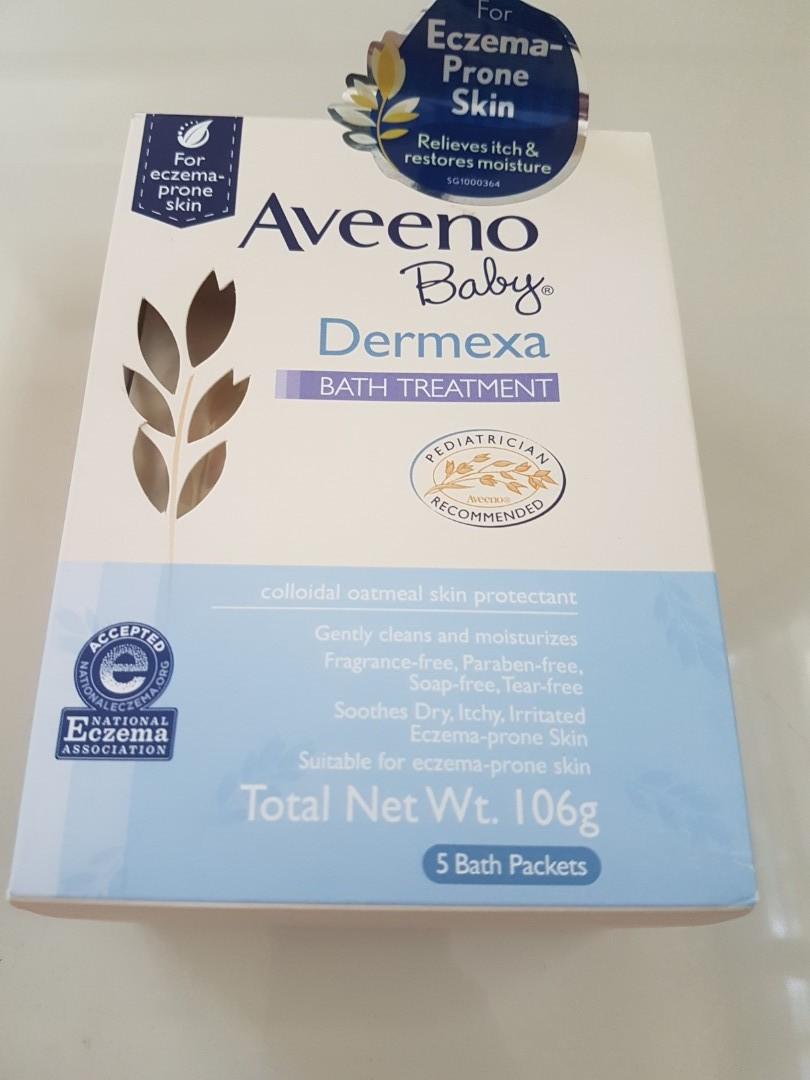 For
Eczema-
Prone
Skin
Relieves itch &
restores moisture
SG1000364
For
eczema-
prone
skin
Aveeno
Baby®
Dermexa
BATH TREATMENT
PEDIATRICIAN
Aveeno®
RECOMMENDED
colloidal oatmeal skin protectant
Gently cleans and moisturizes
Fragrance-free, Paraben-free,
Soap-free, Tear-free
Soothes Dry, Itchy, Irritated
Eczema-prone Skin
Suitable for eczema-prone skin
ACCEPTED
e
NATIONALECZEMA.ORG
NATIONAL
Eczema
ASSOCIATION
Total Net Wt. 106g
5 Bath Packets